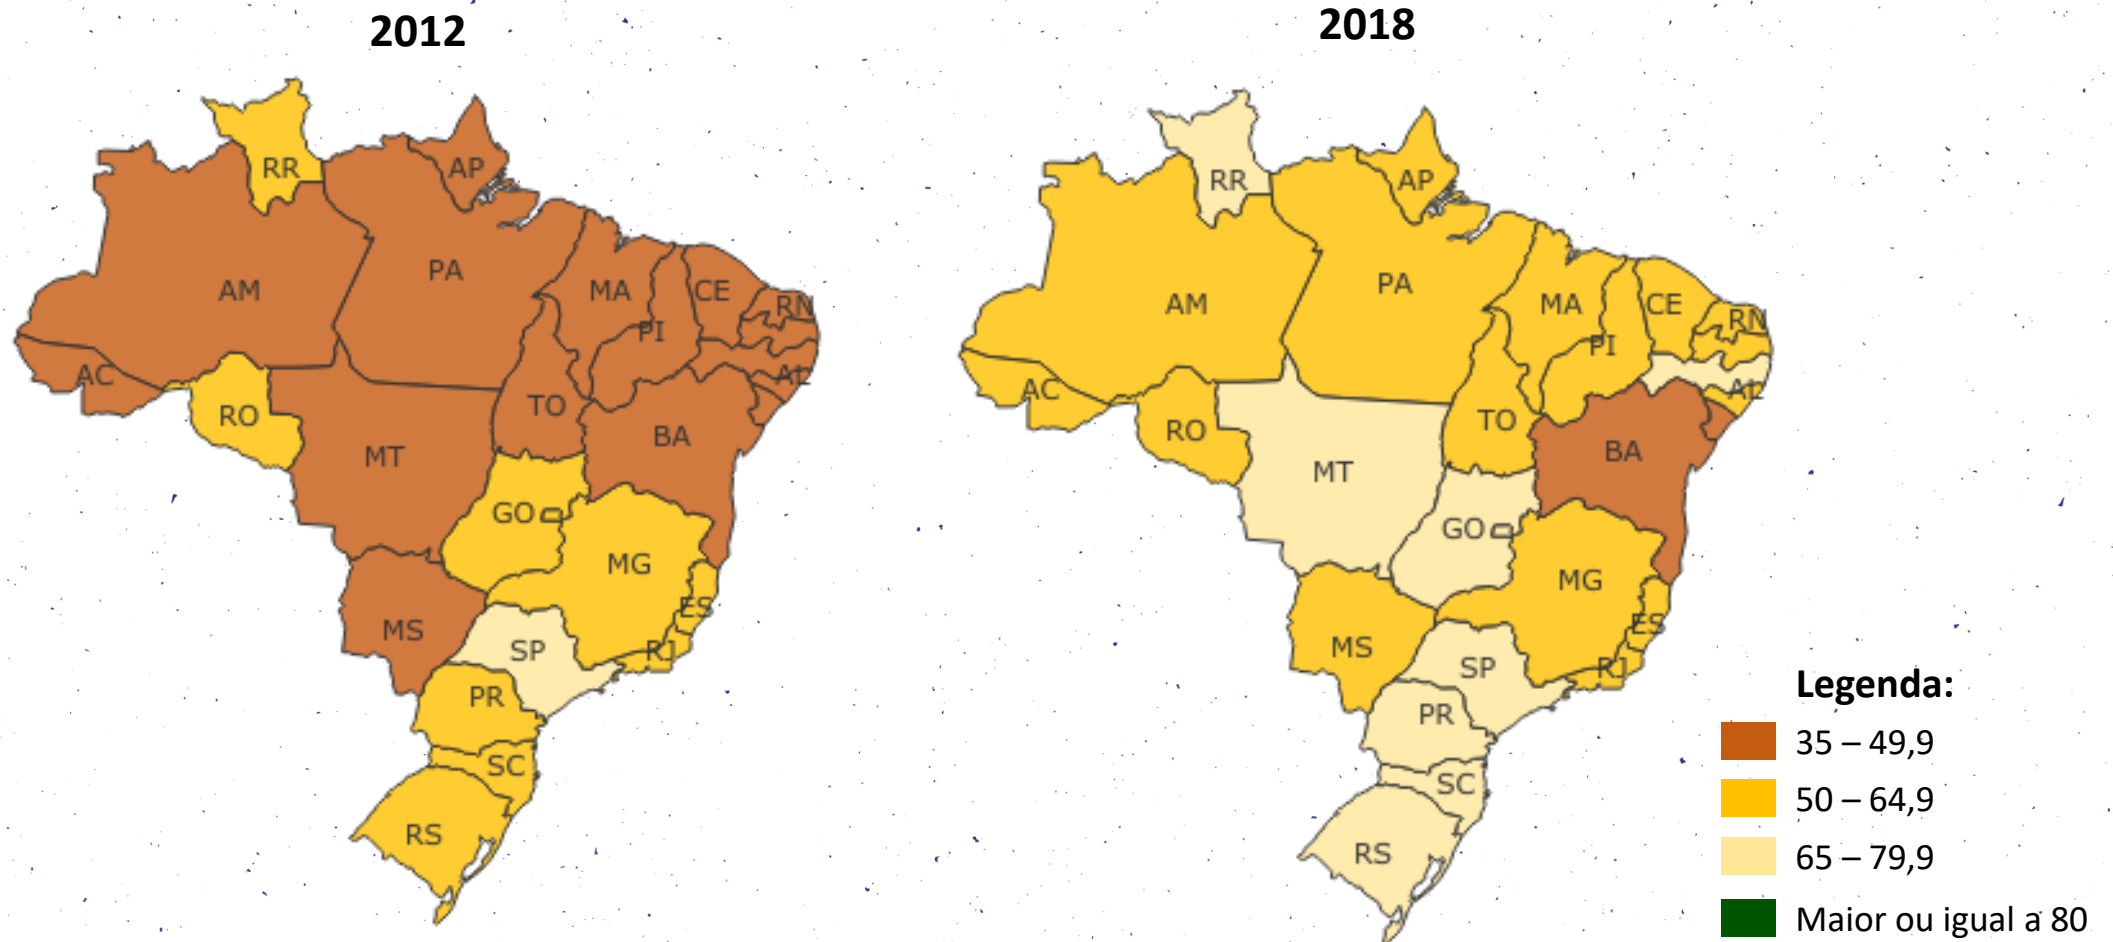 2012
RR
AP
AM
PA
MA
CE
RN
PI
AC
AL
RO
TO
MT
BA
GO
MG
MS
ES
SP
RJ
PR
SC
RS
2018
RR
AP
AM
PA
MA
CE
RN
PI
AC
AL
RO
TO
MT
BA
GO
MG
MS
ES
SP
RJ
PR
SC
RS
Legenda:
35 – 49,9
50 – 64,9
65 – 79,9
Maior ou igual a 80